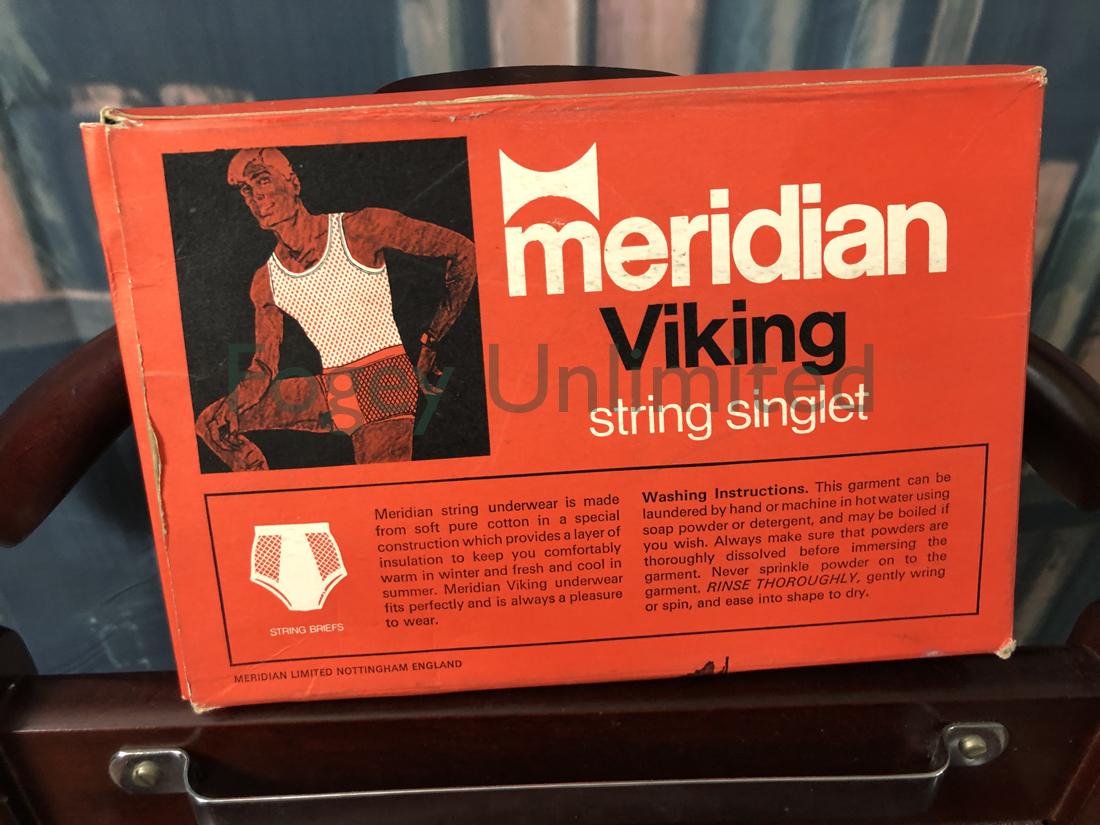 meridian
Viking
string singlet
Fogey Unlimited
Meridian string underwear is made
from soft pure cotton in a special
construction which provides a layer of
insulation to keep you comfortably
warm in winter and fresh and cool in
summer. Meridian Viking underwear
fits perfectly and is always a pleasure
to wear.
STRING BRIEFS
Washing Instructions. This garment can be
laundered by hand or machine in hot water using
soap powder or detergent, and may be boiled if
you wish. Always make sure that powders are
thoroughly dissolved before immersing the
garment. Never sprinkle powder on to the
garment. RINSE THOROUGHLY, gently wring
or spin, and ease into shape to dry.
MERIDIAN LIMITED NOTTINGHAM ENGLAND